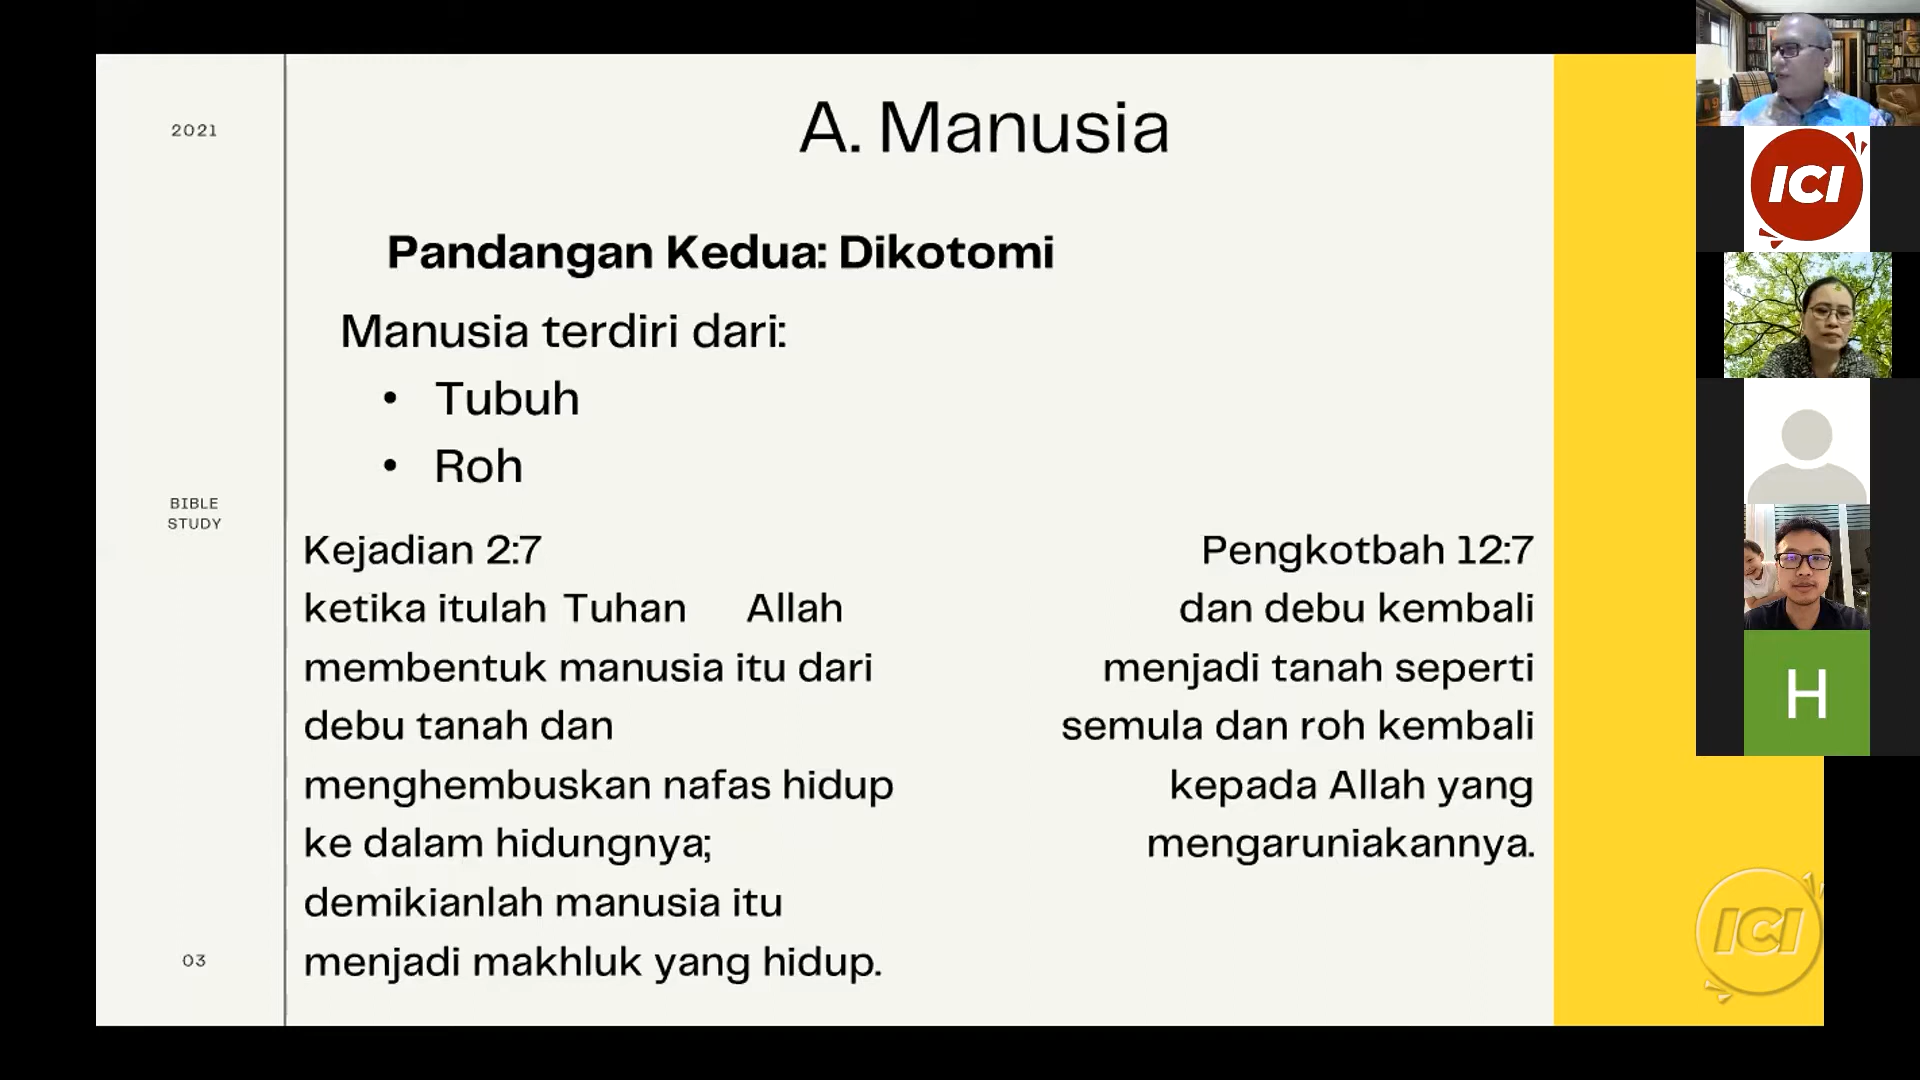 2021
A. Manusia
Pandangan Kedua: Dikotomi
Manusia terdiri dari:
• Tubuh
• Roh
BIBLE
STUDY
Kejadian 2:7
ketika itulah Tuhan Allah
membentuk manusia itu dari
debu tanah dan
menghembuskan nafas hidup
ke dalam hidungnya;
demikianlah manusia itu
menjadi makhluk yang hidup.
Pengkotbah 12:7
dan debu kembali
menjadi tanah seperti
semula dan roh kembali
kepada Allah yang
mengaruniakannya.
03
ICI
H
ICI